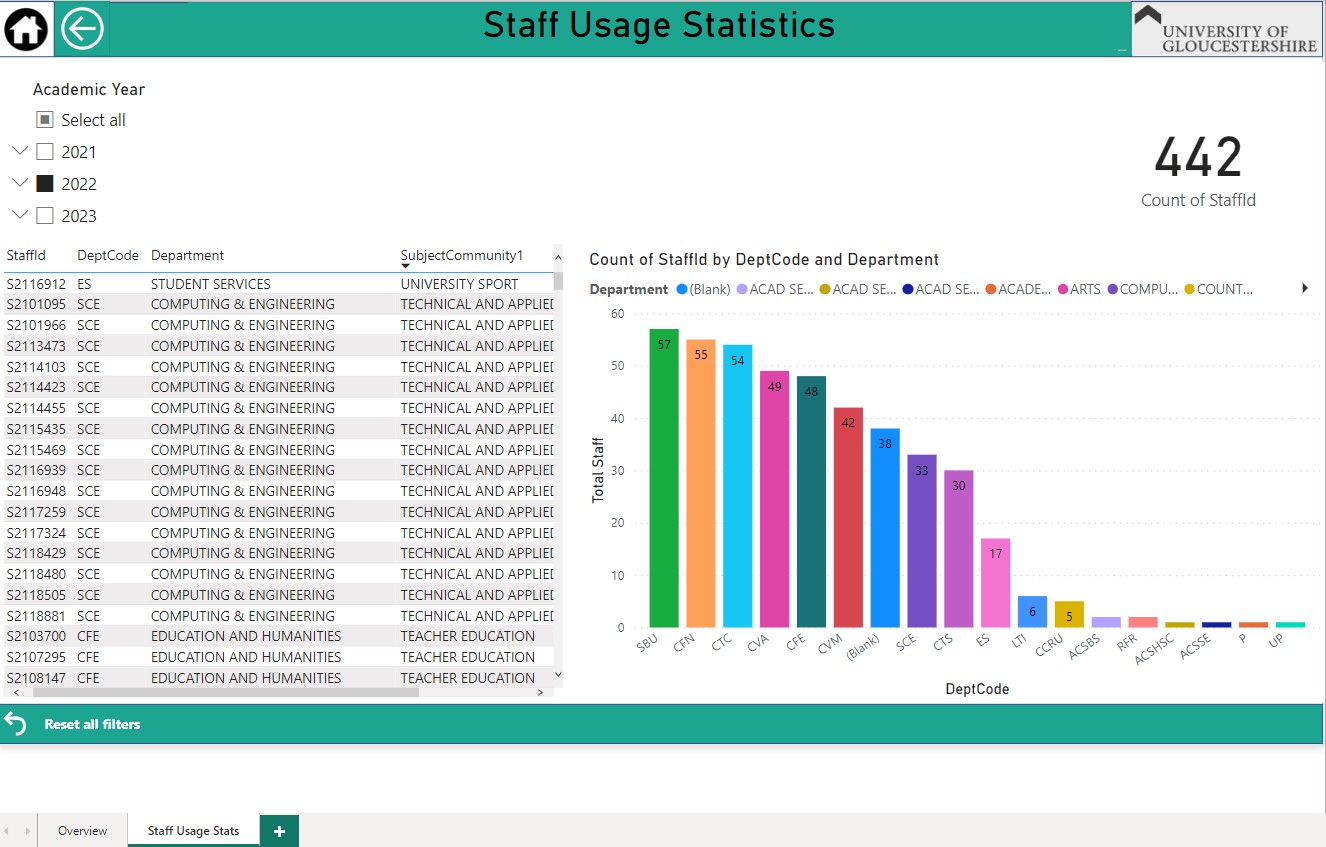 Staff Usage Statistics
UNIVERSITY OF
GLOUCESTERSHIRE
Academic Year
Select all
2021
2022
2023
442
Count of StaffId
StaffId DeptCode Department SubjectCommunity1
S2116912 ES STUDENT SERVICES UNIVERSITY SPORT
S2101095 SCE COMPUTING & ENGINEERING TECHNICAL AND APPLIED
S2101966 SCE COMPUTING & ENGINEERING TECHNICAL AND APPLIED
S2113473 SCE COMPUTING & ENGINEERING TECHNICAL AND APPLIED
S2114103 SCE COMPUTING & ENGINEERING TECHNICAL AND APPLIED
S2114423 SCE COMPUTING & ENGINEERING TECHNICAL AND APPLIED
S2114455 SCE COMPUTING & ENGINEERING TECHNICAL AND APPLIED
S2115435 SCE COMPUTING & ENGINEERING TECHNICAL AND APPLIED
S2115469 SCE COMPUTING & ENGINEERING TECHNICAL AND APPLIED
S2116939 SCE COMPUTING & ENGINEERING TECHNICAL AND APPLIED
S2116948 SCE COMPUTING & ENGINEERING TECHNICAL AND APPLIED
S2117259 SCE COMPUTING & ENGINEERING TECHNICAL AND APPLIED
S2117324 SCE COMPUTING & ENGINEERING TECHNICAL AND APPLIED
S2118429 SCE COMPUTING & ENGINEERING TECHNICAL AND APPLIED
S2118480 SCE COMPUTING & ENGINEERING TECHNICAL AND APPLIED
S2118505 SCE COMPUTING & ENGINEERING TECHNICAL AND APPLIED
S2118881 SCE COMPUTING & ENGINEERING TECHNICAL AND APPLIED
S2103700 CFE EDUCATION AND HUMANITIES TEACHER EDUCATION
S2107295 CFE EDUCATION AND HUMANITIES TEACHER EDUCATION
S2108147 CFE EDUCATION AND HUMANITIES TEACHER EDUCATION
Count of StaffId by DeptCode and Department
Department (Blank) ACAD SE... ACAD SE... ACAD SE... ACADE... ARTS COMPU... COUNT...
60
50
40
30
20
10
0
Total Staff
57 55 54 49 48 42 38 33 30 17 6 5
SBU CFN CTC CVA CFE CVM (Blank) SCE CTS ES LTI CCRU ACSBS RFR ACSHSC ACSSE P UP
DeptCode
Reset all filters
Overview Staff Usage Stats +